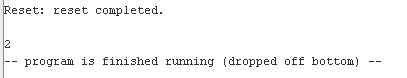 Reset: reset completed.
2
-- program is finished running (dropped off bottom) --